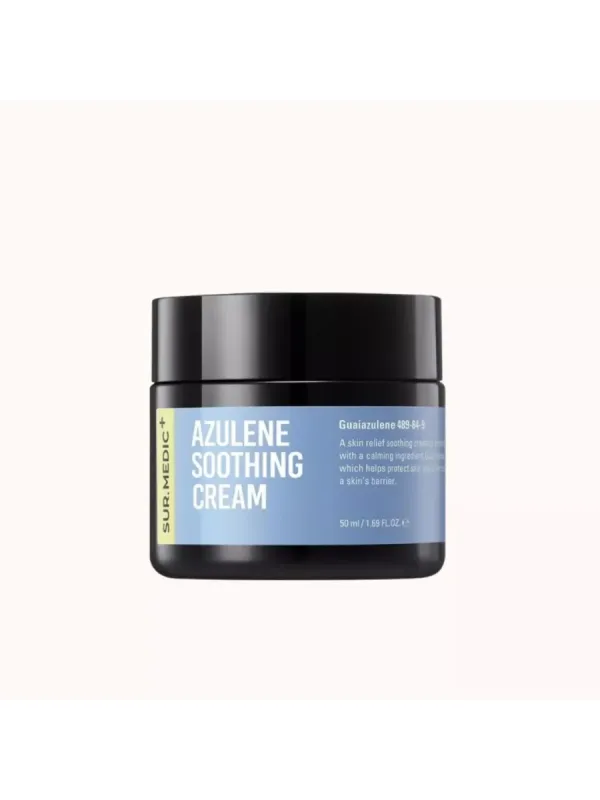 SUR.MEDIC+
AZULENE
SOOTHING
CREAM
Guaiazulene 489-84-
A skin relief soothing
with a calming ingredient,
which helps protect
a skin's barrier.
50 ml / 1.69 FL.OZ. ℮